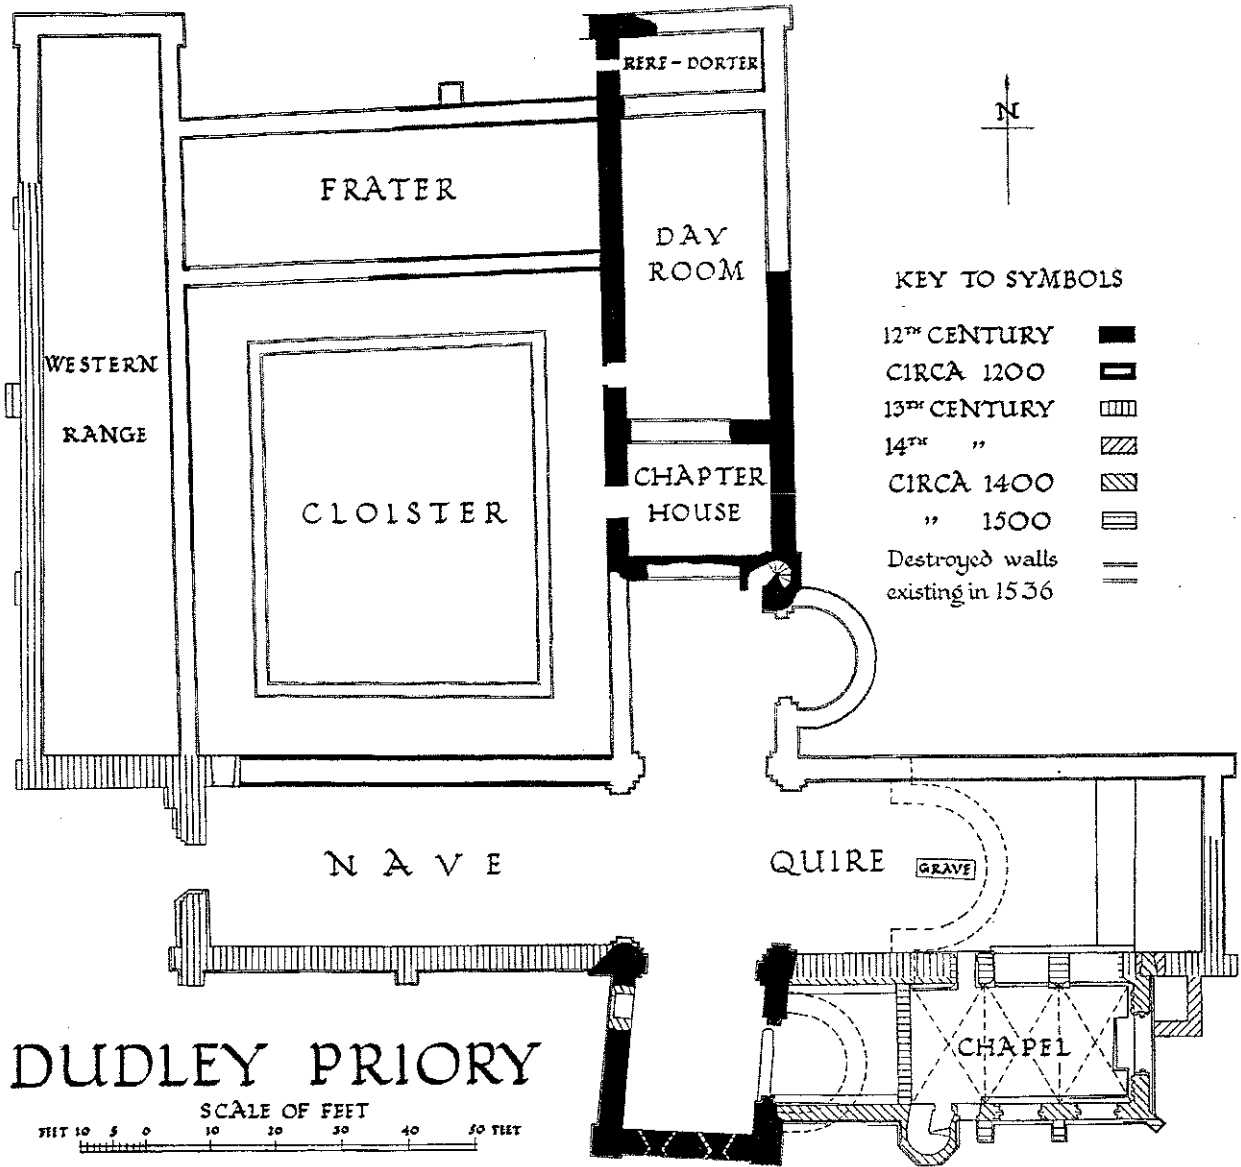 RERE-DORTER
N
FRATER
DAY
ROOM
KEY TO SYMBOLS
12TH CENTURY
CIRCA 1200
13TH CENTURY
14TH "
CIRCA 1400
" 1500
Destroyed walls
existing in 1536
WESTERN
RANGE
CLOISTER
CHAPTER
HOUSE
NAVE
QUIRE
GRAVE
CHAPEL
DUDLEY PRIORY
SCALE OF FEET
FEET 10 5 0 10 20 30 40 50 FEET